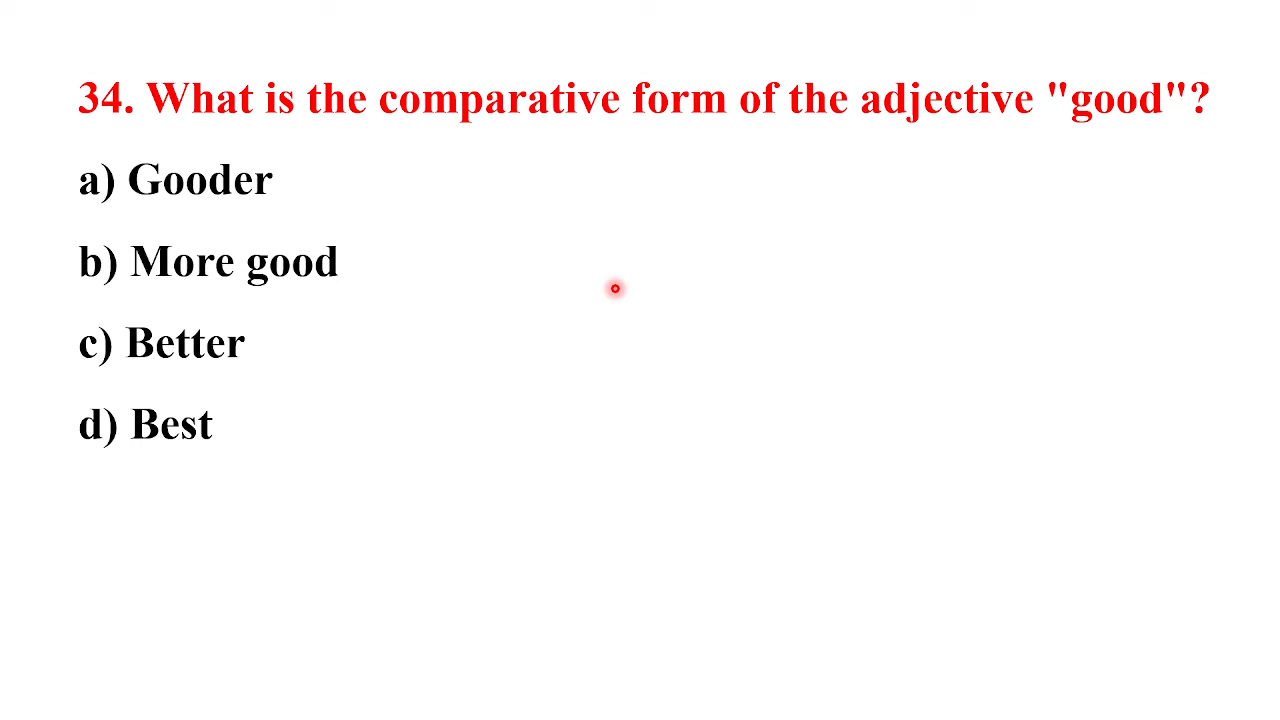 34. What is the comparative form of the adjective "good"?
a) Gooder
b) More good
c) Better
d) Best